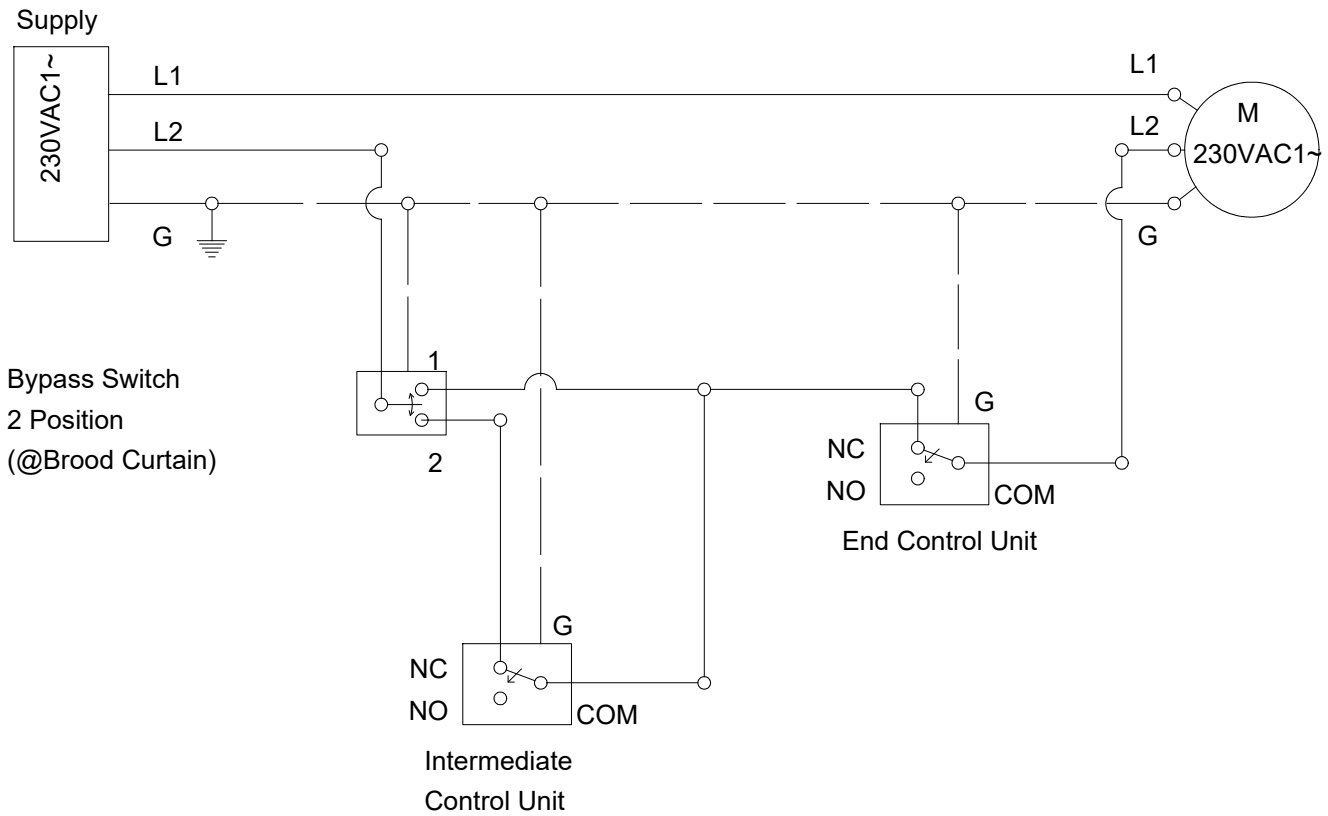 Supply
230VAC1~
L1
L2
G
L1
L2
M
230VAC1~
G
Bypass Switch
2 Position
(@Brood Curtain)
1
2
G
NC
NO
COM
End Control Unit
G
NC
NO
COM
Intermediate
Control Unit